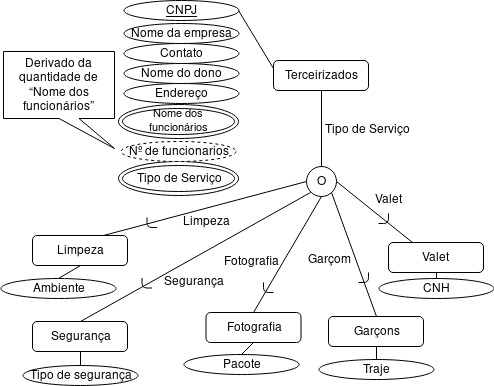 CNPJ
Nome da empresa
Contato
Nome do dono
Endereço
Nome dos
funcionários
Nº de funcionarios
Tipo de Serviço
Derivado da
quantidade de
“Nome dos
funcionários”
Terceirizados
Tipo de Serviço
O
Limpeza
Segurança
Fotografia
Garçom
Valet
Limpeza
Ambiente
Segurança
Tipo de segurança
Fotografia
Pacote
Garçons
Traje
Valet
CNH